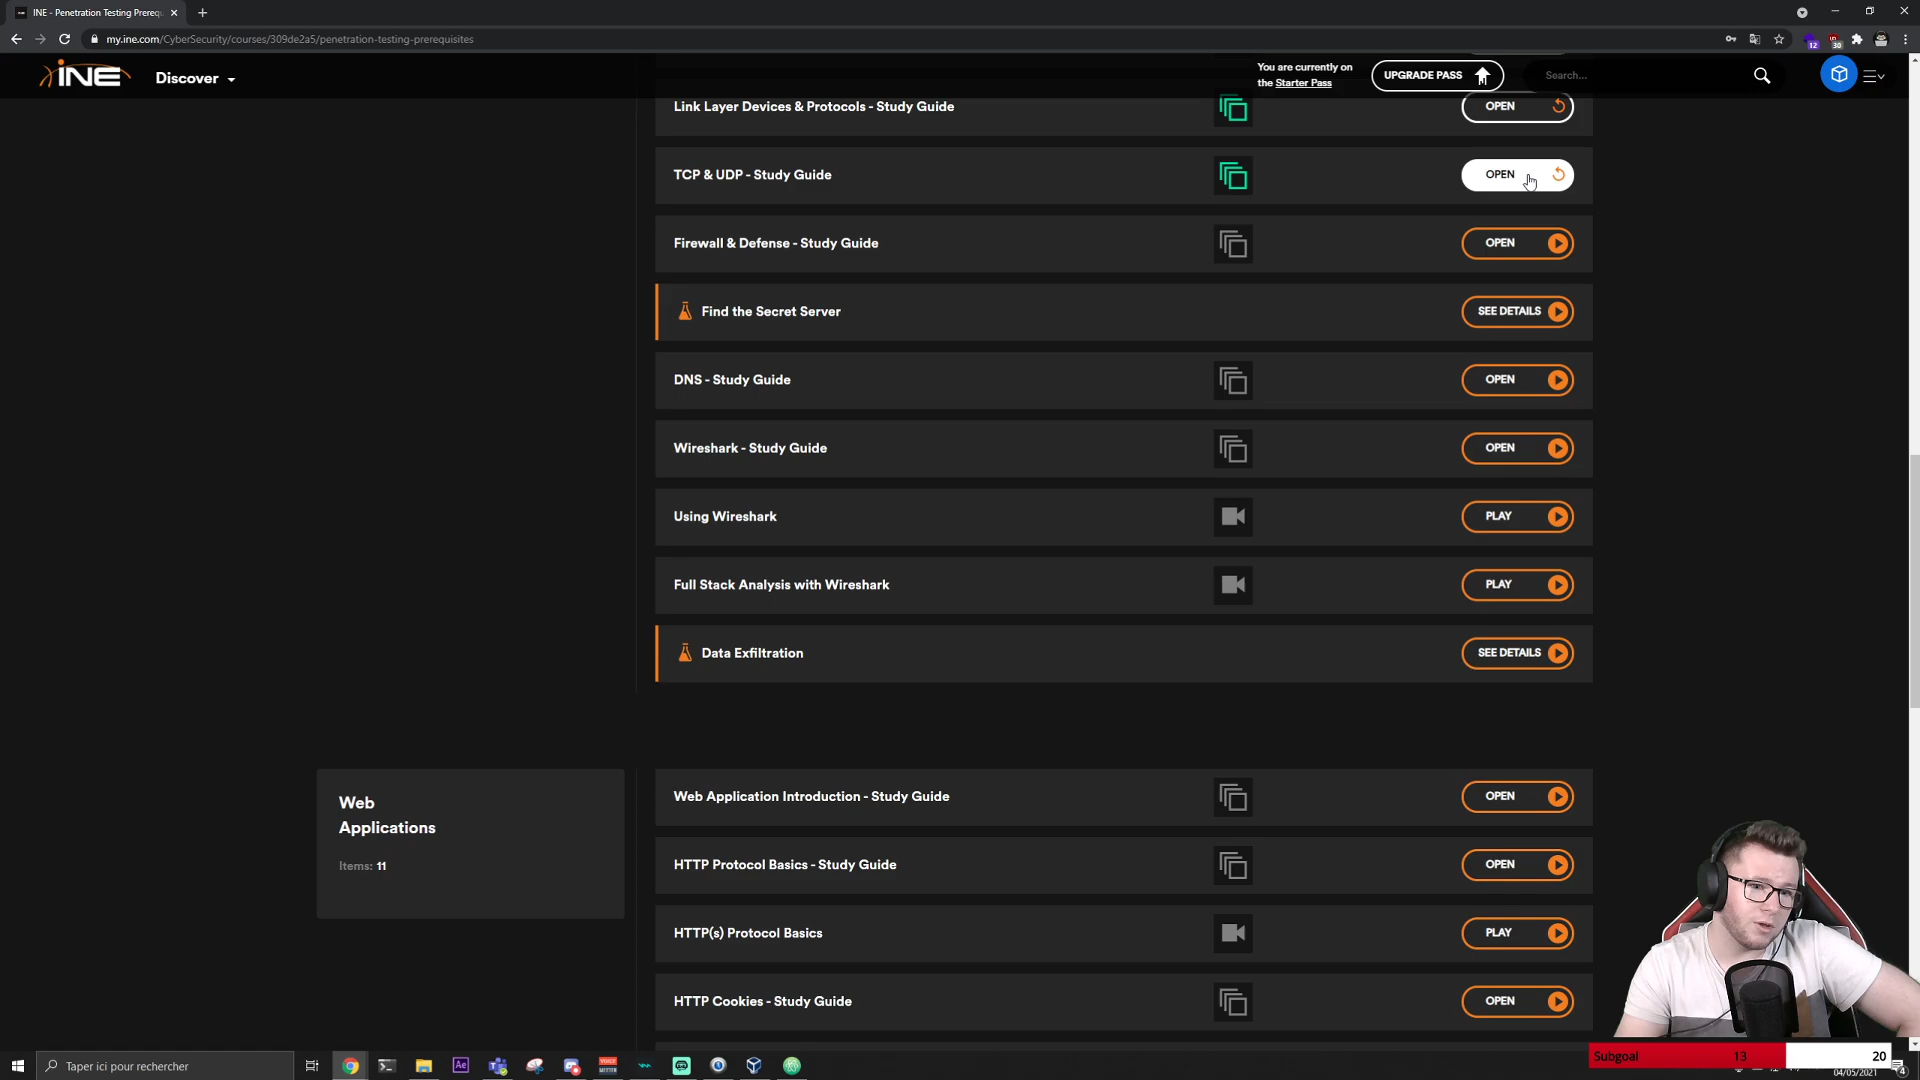 INE - Penetration Testing Prerequ
my.ine.com/CyberSecurity/courses/309de2a5/penetration-testing-prerequisites
12
30
INE
Discover
You are currently on
the Starter Pass
UPGRADE PASS
Search...
Link Layer Devices & Protocols - Study Guide
OPEN
TCP & UDP - Study Guide
OPEN
Firewall & Defense - Study Guide
OPEN
Find the Secret Server
SEE DETAILS
DNS - Study Guide
OPEN
Wireshark - Study Guide
OPEN
Using Wireshark
PLAY
Full Stack Analysis with Wireshark
PLAY
Data Exfiltration
SEE DETAILS
Web
Applications
Items: 11
Web Application Introduction - Study Guide
OPEN
HTTP Protocol Basics - Study Guide
OPEN
HTTP(s) Protocol Basics
PLAY
HTTP Cookies - Study Guide
OPEN
Subgoal 13 20
Taper ici pour rechercher
Ae
04/05/2021
4